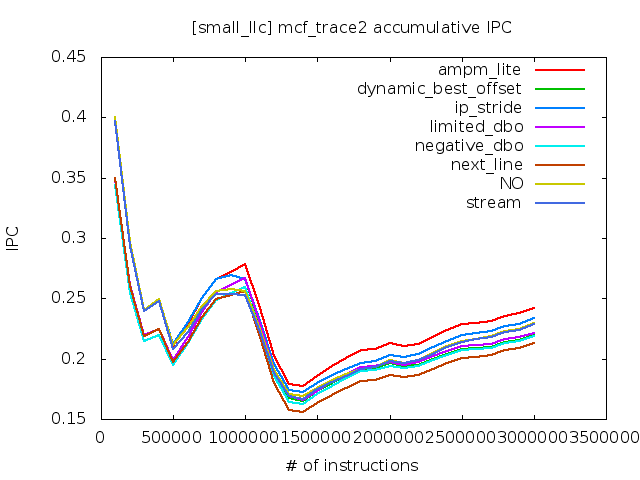 [small_llc] mcf_trace2 accumulative IPC
0.45
0.4
0.35
0.3
0.25
0.2
0.15
IPC
ampm_lite
dynamic_best_offset
ip_stride
limited_dbo
negative_dbo
next_line
NO
stream
0 500000 1000000 1500000 2000000 2500000 3000000 3500000
# of instructions